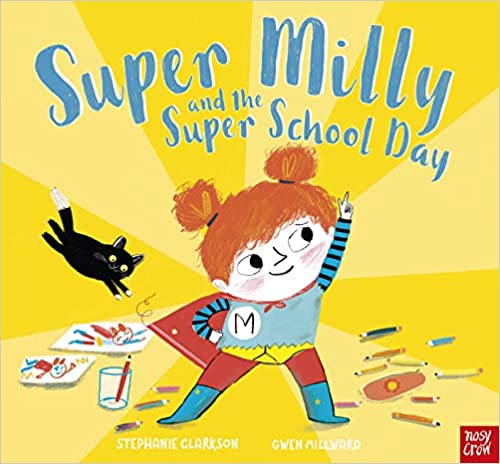 Super Milly
and the
Super School Day
M
STEPHANIE CLARKSON GWEN MILLWARD
nosy
crow